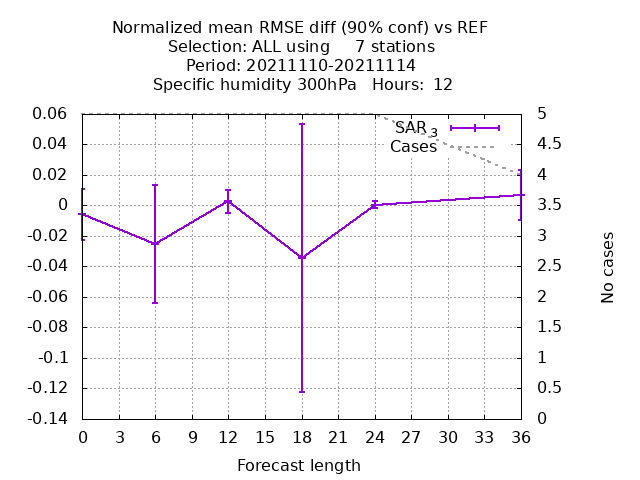 Normalized mean RMSE diff (90% conf) vs REF
Selection: ALL using     7 stations
Period: 20211110-20211114
Specific humidity 300hPa   Hours:  12
SAR 3
Cases
0.06
0.04
0.02
0
-0.02
-0.04
-0.06
-0.08
-0.1
-0.12
-0.14
5
4.5
4
3.5
3
2.5
2
1.5
1
0.5
0
No cases
0 3 6 9 12 15 18 21 24 27 30 33 36
Forecast length